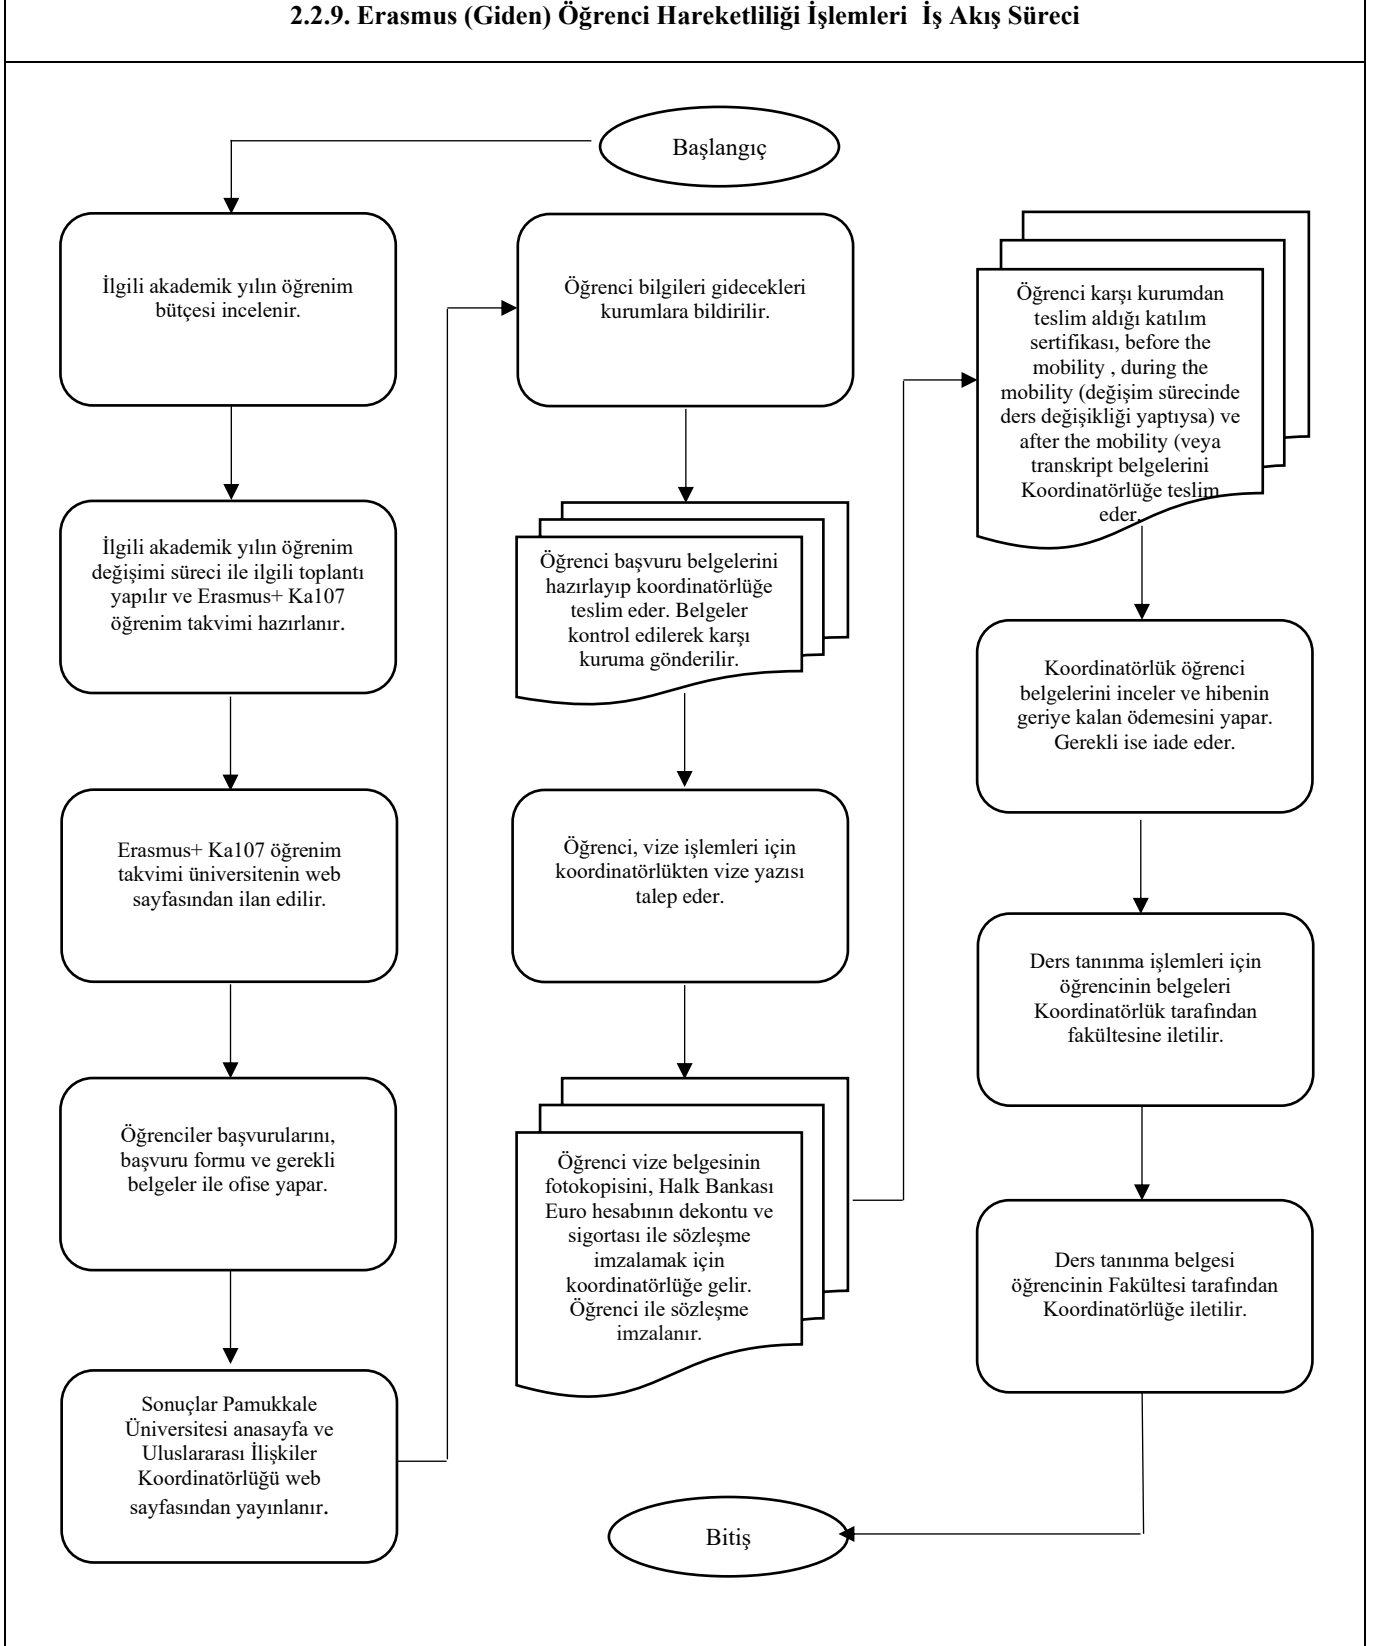 2.2.9. Erasmus (Giden) Öğrenci Hareketliliği İşlemleri İş Akış Süreci
Başlangıç
İlgili akademik yılın öğrenim
bütçesi incelenir.
İlgili akademik yılın öğrenim
değişimi süreci ile ilgili toplantı
yapılır ve Erasmus+ Ka107
öğrenim takvimi hazırlanır.
Erasmus+ Ka107 öğrenim
takvimi üniversitenin web
sayfasından ilan edilir.
Öğrenciler başvurularını,
başvuru formu ve gerekli
belgeler ile ofise yapar.
Sonuçlar Pamukkale
Üniversitesi anasayfa ve
Uluslararası İlişkiler
Koordinatörlüğü web
sayfasından yayınlanır.
Öğrenci bilgileri gidecekleri
kurumlara bildirilir.
Öğrenci başvuru belgelerini
hazırlayıp koordinatörlüğe
teslim eder. Belgeler
kontrol edilerek karşı
kuruma gönderilir.
Öğrenci, vize işlemleri için
koordinatörlükten vize yazısı
talep eder.
Öğrenci vize belgesinin
fotokopisini, Halk Bankası
Euro hesabının dekontu ve
sigortası ile sözleşme
imzalamak için
koordinatörlüğe gelir.
Öğrenci ile sözleşme
imzalanır.
Öğrenci karşı kurumdan
teslim aldığı katılım
sertifikası, before the
mobility , during the
mobility (değişim sürecinde
ders değişikliği yaptıysa) ve
after the mobility (veya
transkript belgelerini
Koordinatörlüğe teslim
eder.
Koordinatörlük öğrenci
belgelerini inceler ve hibenin
geriye kalan ödemesini yapar.
Gerekli ise iade eder.
Ders tanınma işlemleri için
öğrencinin belgeleri
Koordinatörlük tarafından
fakültesine iletilir.
Ders tanınma belgesi
öğrencinin Fakültesi tarafından
Koordinatörlüğe iletilir.
Bitiş